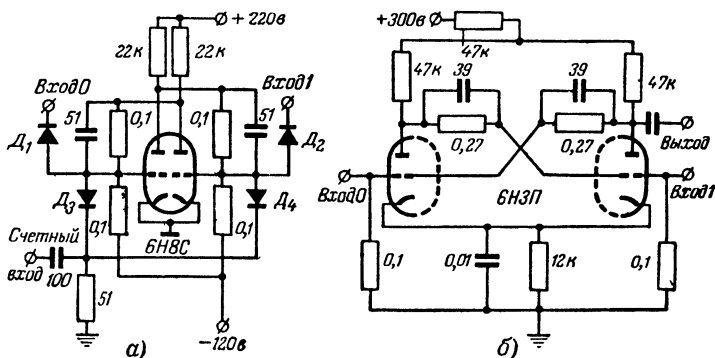 +220в
22к 22к
Вход0
Вход1
51
0,1
0,1
51
Д₁
Д₂
Д₃
Д₄
0,1
0,1
6Н8С
Счетный
вход
100
51
−120в
а)
+300в
47к
47к
39
39
47к
0,27
0,27
Выход
Вход0
6Н3П
Вход1
0,1
0,01
12к
0,1
б)